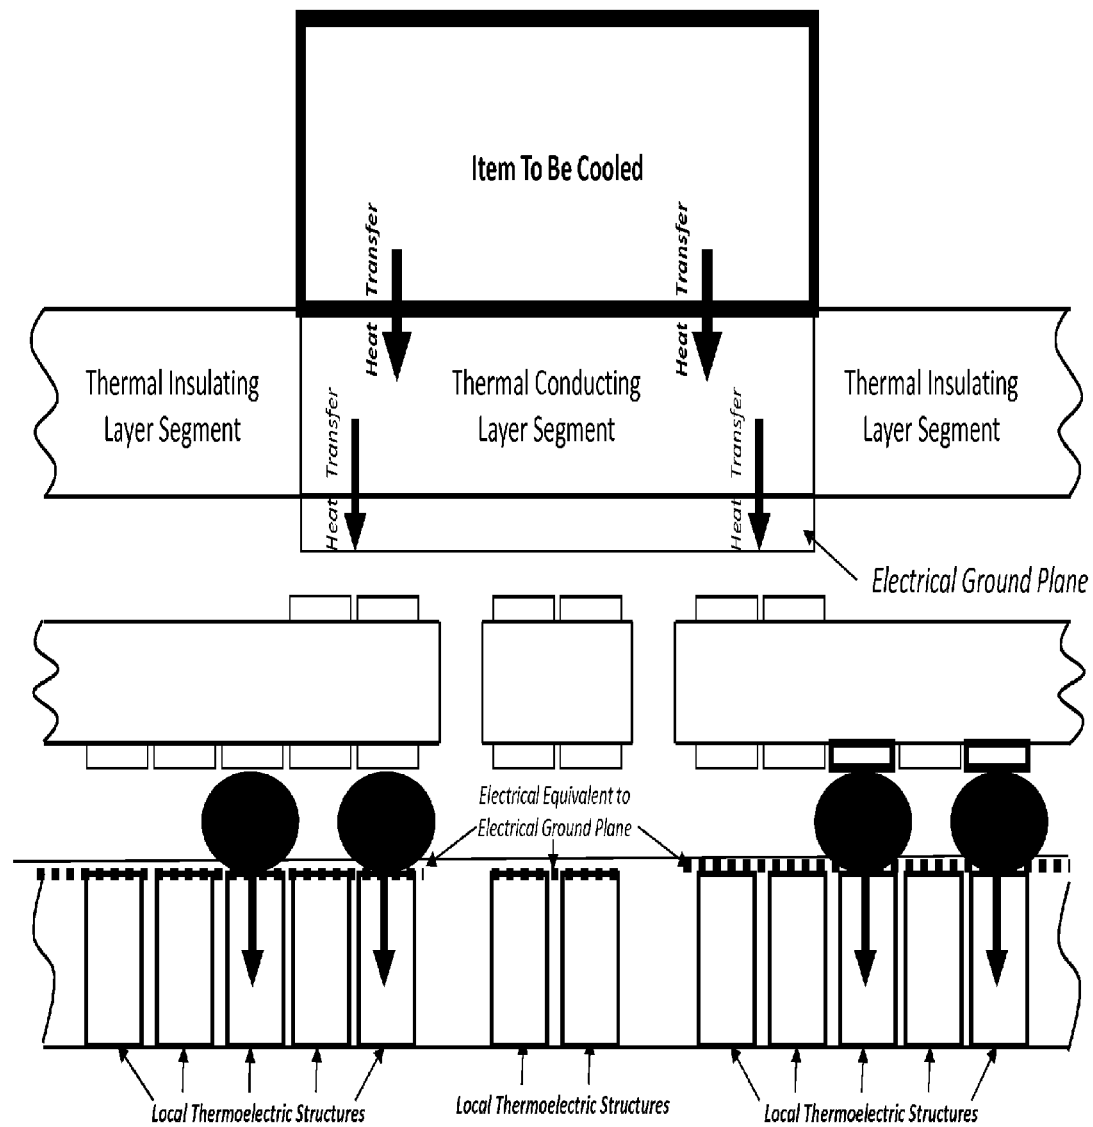 Item To Be Cooled
Heat Transfer
Heat Transfer
Thermal Insulating
Layer Segment
Thermal Conducting
Layer Segment
Thermal Insulating
Layer Segment
Heat Transfer
Heat Transfer
Electrical Ground Plane
Electrical Equivalent to
Electrical Ground Plane
Local Thermoelectric Structures
Local Thermoelectric Structures
Local Thermoelectric Structures